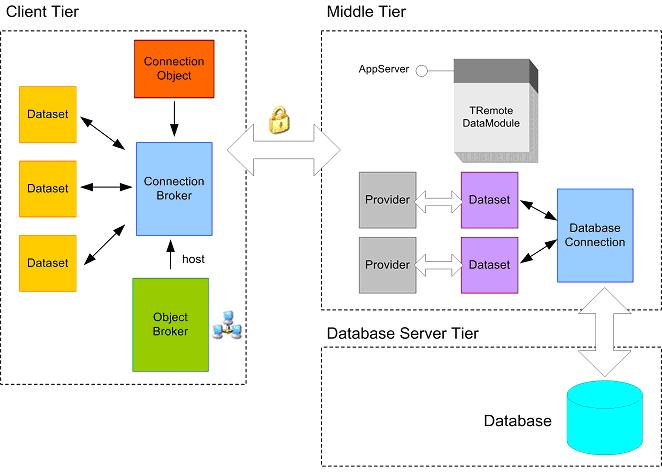 Client Tier
Connection
Object
Dataset
Dataset
Dataset
Connection
Broker
host
Object
Broker
Middle Tier
AppServer
TRemote
DataModule
Provider
Dataset
Provider
Dataset
Database
Connection
Database Server Tier
Database